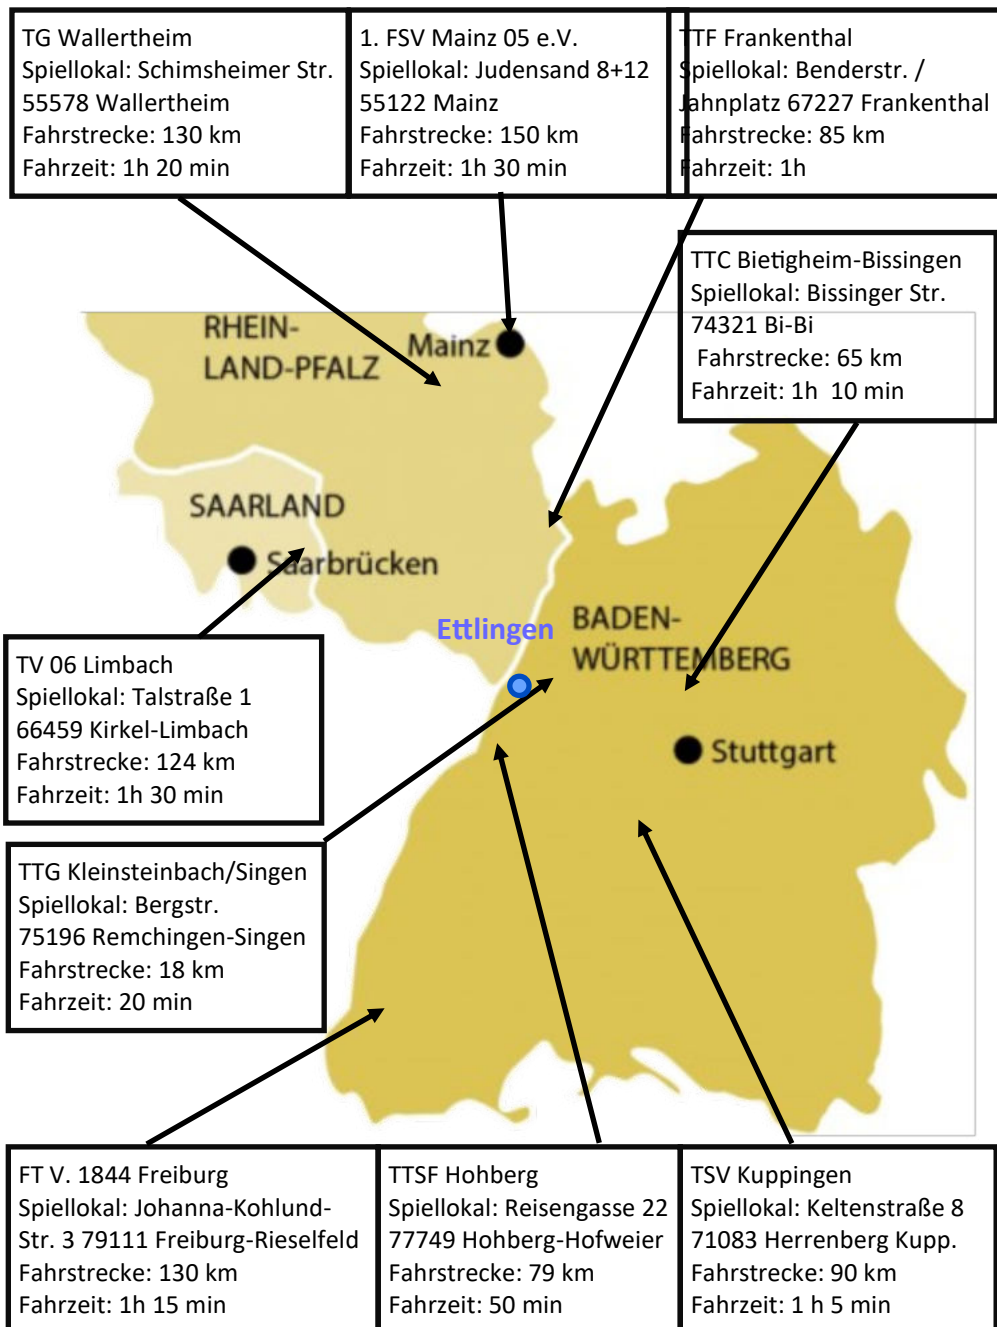 TG Wallertheim
Spiellokal: Schimsheimer Str.
55578 Wallertheim
Fahrstrecke: 130 km
Fahrzeit: 1h 20 min
1. FSV Mainz 05 e.V.
Spiellokal: Judensand 8+12
55122 Mainz
Fahrstrecke: 150 km
Fahrzeit: 1h 30 min
TTF Frankenthal
Spiellokal: Benderstr. /
Jahnplatz 67227 Frankenthal
Fahrstrecke: 85 km
Fahrzeit: 1h
TTC Bietigheim-Bissingen
Spiellokal: Bissinger Str.
74321 Bi-Bi
Fahrstrecke: 65 km
Fahrzeit: 1h 10 min
RHEIN-
LAND-PFALZ
Mainz
SAARLAND
Saarbrücken
Ettlingen
BADEN-
WÜRTTEMBERG
Stuttgart
TV 06 Limbach
Spiellokal: Talstraße 1
66459 Kirkel-Limbach
Fahrstrecke: 124 km
Fahrzeit: 1h 30 min
TTG Kleinsteinbach/Singen
Spiellokal: Bergstr.
75196 Remchingen-Singen
Fahrstrecke: 18 km
Fahrzeit: 20 min
FT V. 1844 Freiburg
Spiellokal: Johanna-Kohlund-
Str. 3 79111 Freiburg-Rieselfeld
Fahrstrecke: 130 km
Fahrzeit: 1h 15 min
TTSF Hohberg
Spiellokal: Reisengasse 22
77749 Hohberg-Hofweier
Fahrstrecke: 79 km
Fahrzeit: 50 min
TSV Kuppingen
Spiellokal: Keltenstraße 8
71083 Herrenberg Kupp.
Fahrstrecke: 90 km
Fahrzeit: 1 h 5 min